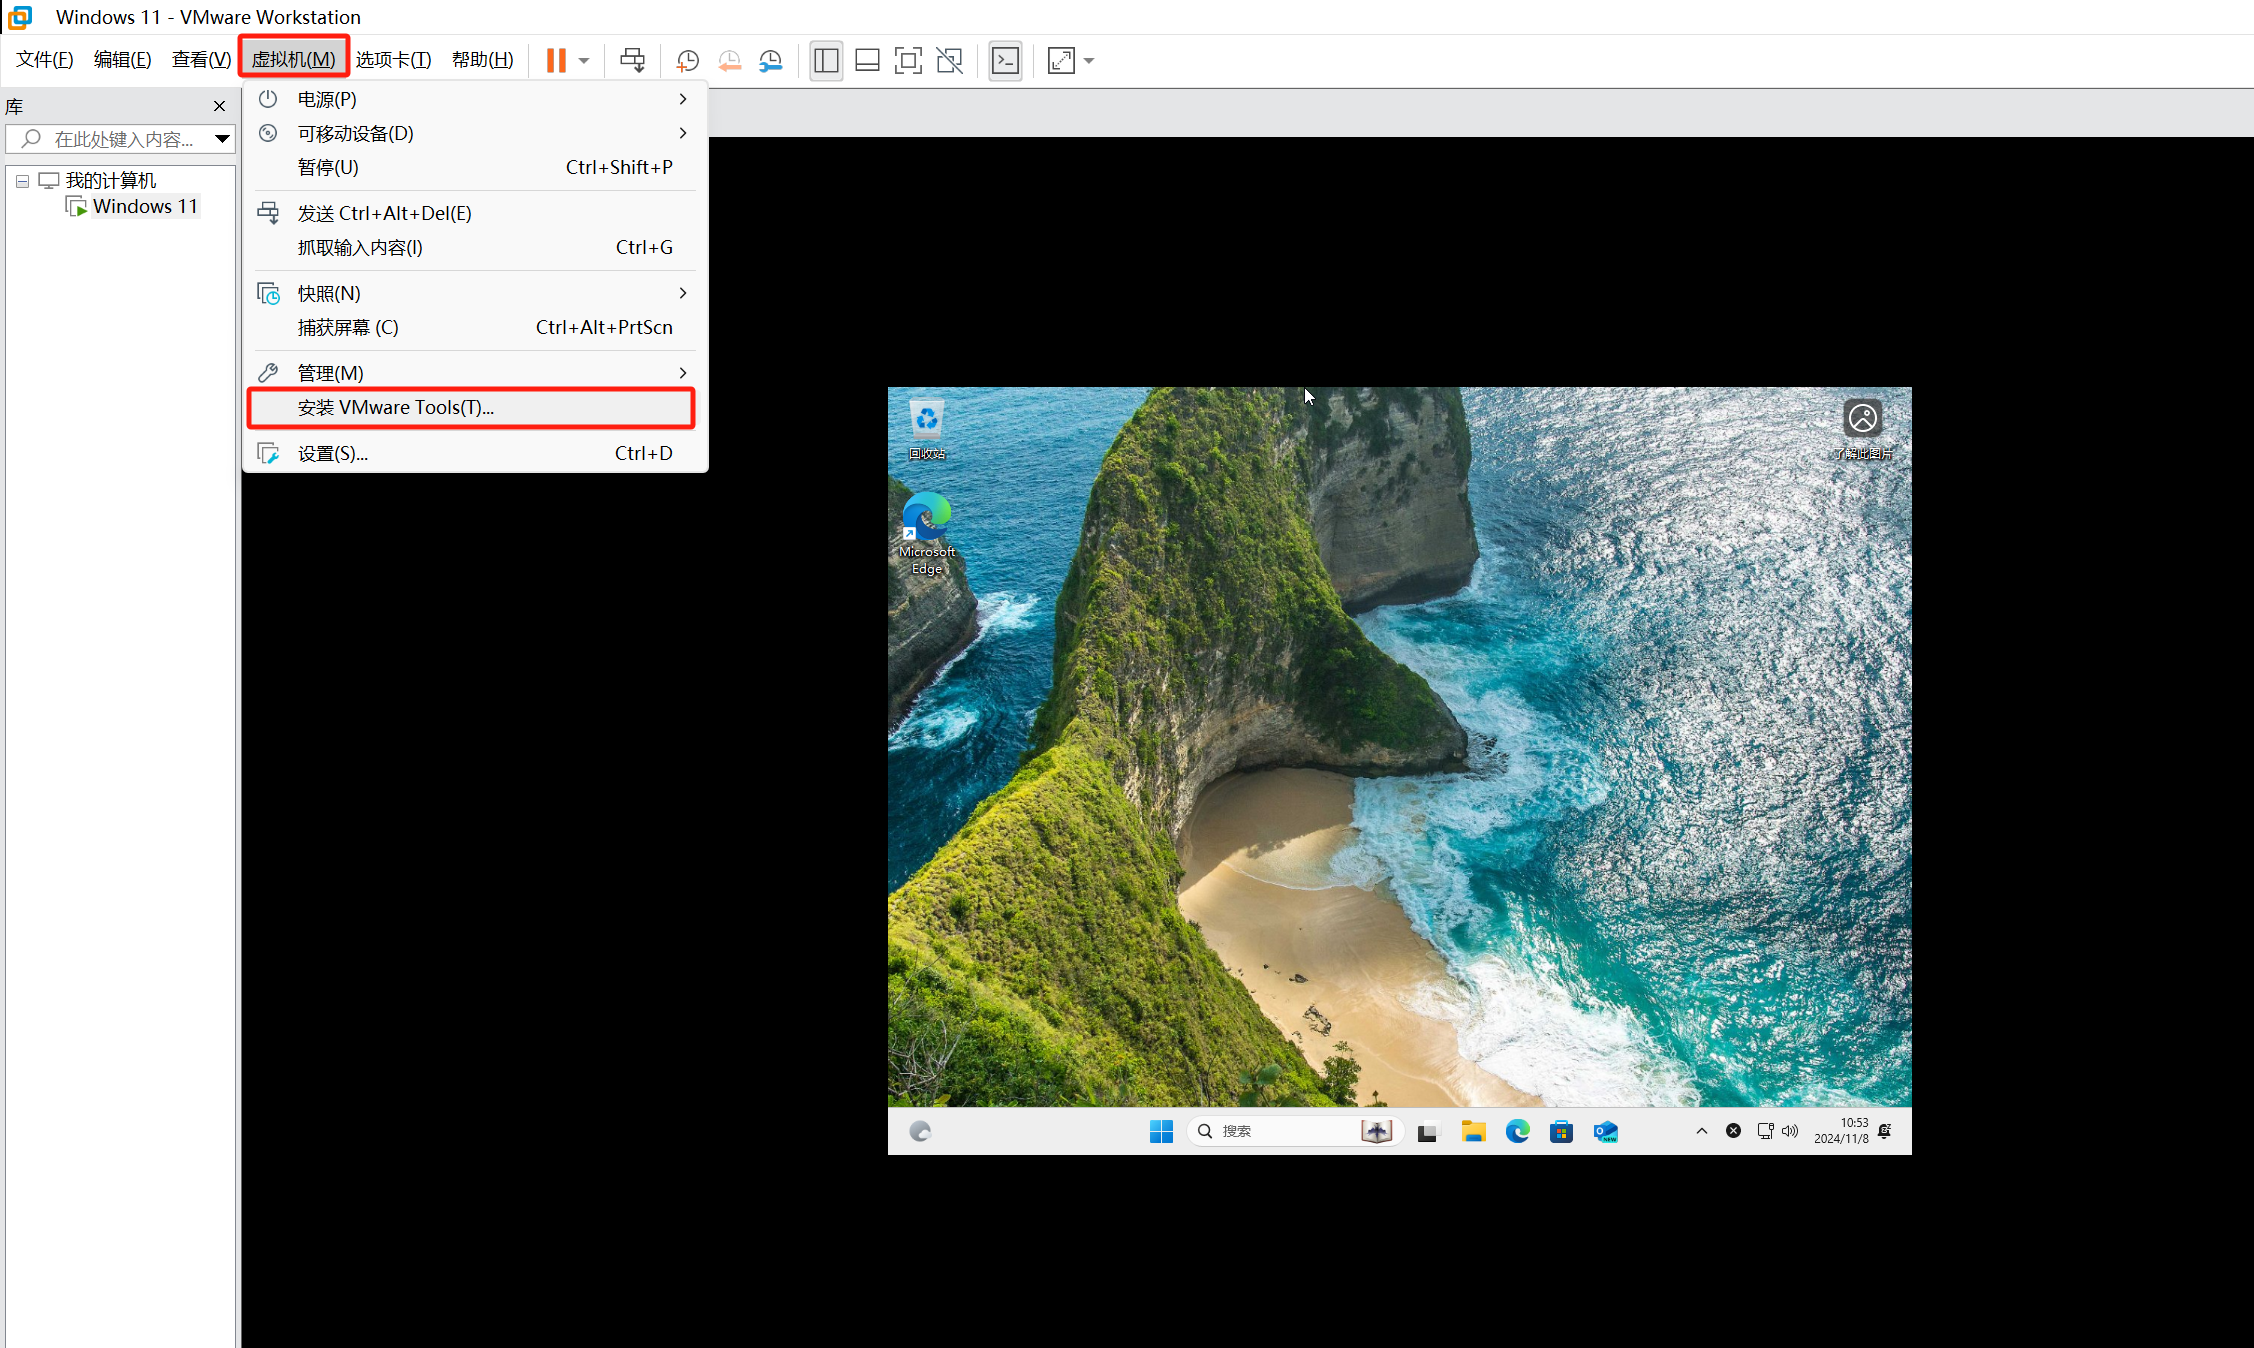 Windows 11 - VMware Workstation
文件(F) 编辑(E) 查看(V) 虚拟机(M) 选项卡(T) 帮助(H)
库
在此处键入内容...
我的计算机
Windows 11
电源(P)
可移动设备(D)
暂停(U) Ctrl+Shift+P
发送 Ctrl+Alt+Del(E)
抓取输入内容(I) Ctrl+G
快照(N)
捕获屏幕 (C) Ctrl+Alt+PrtScn
管理(M)
安装 VMware Tools(T)...
设置(S)... Ctrl+D
回收站
了解此图片
Microsoft
Edge
搜索
NEW
10:53
2024/11/8